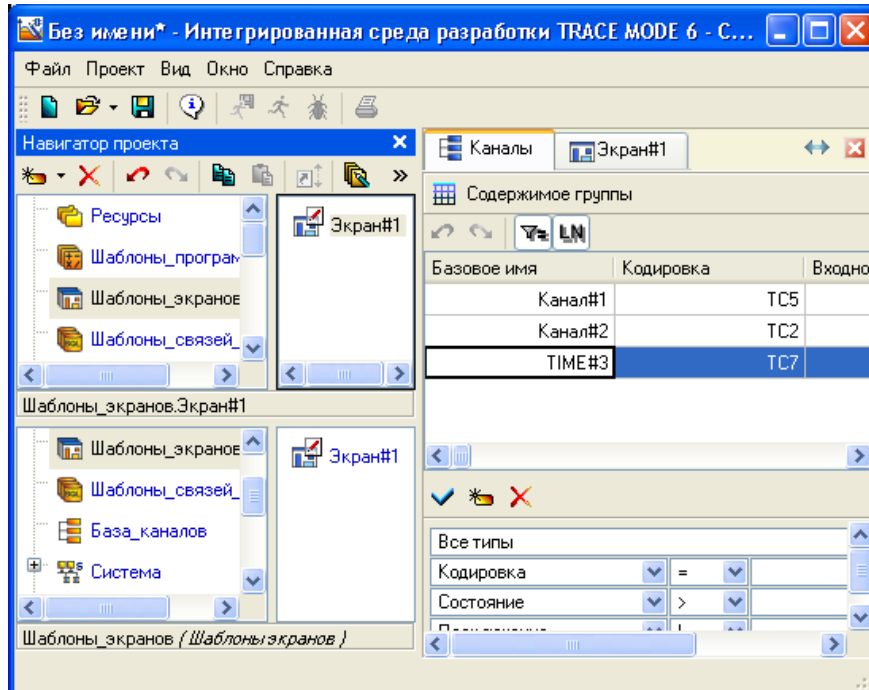 Без имени* - Интегрированная среда разработки TRACE MODE 6 - С...
Файл Проект Вид Окно Справка
Навигатор проекта
Ресурсы
Шаблоны_програм
Шаблоны_экранов
Шаблоны_связей_
Экран#1
Шаблоны_экранов.Экран#1
Шаблоны_экранов
Шаблоны_связей_
База_каналов
Система
Экран#1
Шаблоны_экранов ( Шаблоны экранов )
Каналы Экран#1
Содержимое группы
LN
Базовое имя Кодировка Входно
Канал#1 TC5
Канал#2 TC2
TIME#3 TC7
Все типы
Кодировка =
Состояние >